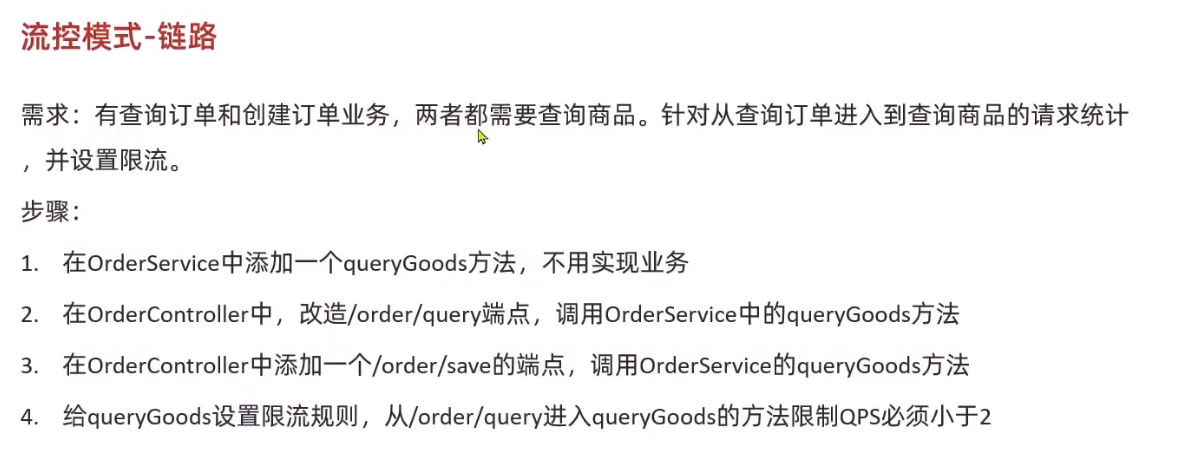 流控模式-链路
需求：有查询订单和创建订单业务，两者都需要查询商品。针对从查询订单进入到查询商品的请求统计
，并设置限流。
步骤：
1. 在OrderService中添加一个queryGoods方法，不用实现业务
2. 在OrderController中，改造/order/query端点，调用OrderService中的queryGoods方法
3. 在OrderController中添加一个/order/save的端点，调用OrderService的queryGoods方法
4. 给queryGoods设置限流规则，从/order/query进入queryGoods的方法限制QPS必须小于2